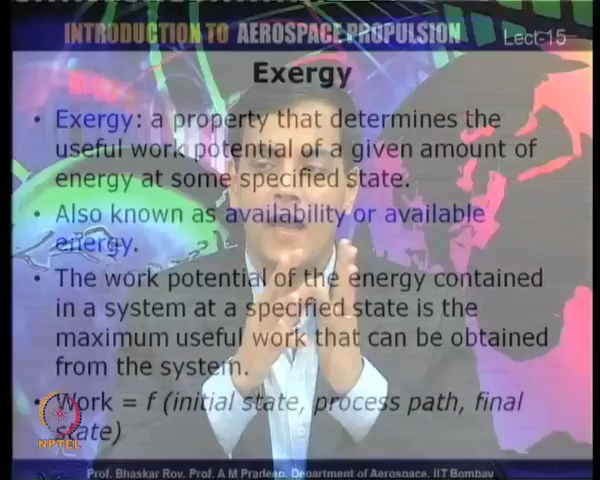 INTRODUCTION TO AEROSPACE PROPULSION
Lect-15
Exergy
• Exergy: a property that determines the
useful work potential of a given amount of
energy at some specified state.
• Also known as availability or available
energy.
• The work potential of the energy contained
in a system at a specified state is the
maximum useful work that can be obtained
from the system.
• Work = f (initial state, process path, final
state)
NPTEL
Prof. Bhaskar Roy, Prof. A M Pradeep, Department of Aerospace, IIT Bombay